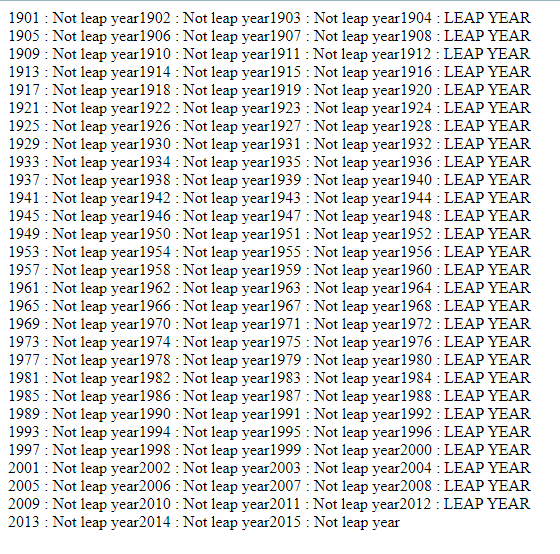 1901 : Not leap year1902 : Not leap year1903 : Not leap year1904 : LEAP YEAR
1905 : Not leap year1906 : Not leap year1907 : Not leap year1908 : LEAP YEAR
1909 : Not leap year1910 : Not leap year1911 : Not leap year1912 : LEAP YEAR
1913 : Not leap year1914 : Not leap year1915 : Not leap year1916 : LEAP YEAR
1917 : Not leap year1918 : Not leap year1919 : Not leap year1920 : LEAP YEAR
1921 : Not leap year1922 : Not leap year1923 : Not leap year1924 : LEAP YEAR
1925 : Not leap year1926 : Not leap year1927 : Not leap year1928 : LEAP YEAR
1929 : Not leap year1930 : Not leap year1931 : Not leap year1932 : LEAP YEAR
1933 : Not leap year1934 : Not leap year1935 : Not leap year1936 : LEAP YEAR
1937 : Not leap year1938 : Not leap year1939 : Not leap year1940 : LEAP YEAR
1941 : Not leap year1942 : Not leap year1943 : Not leap year1944 : LEAP YEAR
1945 : Not leap year1946 : Not leap year1947 : Not leap year1948 : LEAP YEAR
1949 : Not leap year1950 : Not leap year1951 : Not leap year1952 : LEAP YEAR
1953 : Not leap year1954 : Not leap year1955 : Not leap year1956 : LEAP YEAR
1957 : Not leap year1958 : Not leap year1959 : Not leap year1960 : LEAP YEAR
1961 : Not leap year1962 : Not leap year1963 : Not leap year1964 : LEAP YEAR
1965 : Not leap year1966 : Not leap year1967 : Not leap year1968 : LEAP YEAR
1969 : Not leap year1970 : Not leap year1971 : Not leap year1972 : LEAP YEAR
1973 : Not leap year1974 : Not leap year1975 : Not leap year1976 : LEAP YEAR
1977 : Not leap year1978 : Not leap year1979 : Not leap year1980 : LEAP YEAR
1981 : Not leap year1982 : Not leap year1983 : Not leap year1984 : LEAP YEAR
1985 : Not leap year1986 : Not leap year1987 : Not leap year1988 : LEAP YEAR
1989 : Not leap year1990 : Not leap year1991 : Not leap year1992 : LEAP YEAR
1993 : Not leap year1994 : Not leap year1995 : Not leap year1996 : LEAP YEAR
1997 : Not leap year1998 : Not leap year1999 : Not leap year2000 : LEAP YEAR
2001 : Not leap year2002 : Not leap year2003 : Not leap year2004 : LEAP YEAR
2005 : Not leap year2006 : Not leap year2007 : Not leap year2008 : LEAP YEAR
2009 : Not leap year2010 : Not leap year2011 : Not leap year2012 : LEAP YEAR
2013 : Not leap year2014 : Not leap year2015 : Not leap year